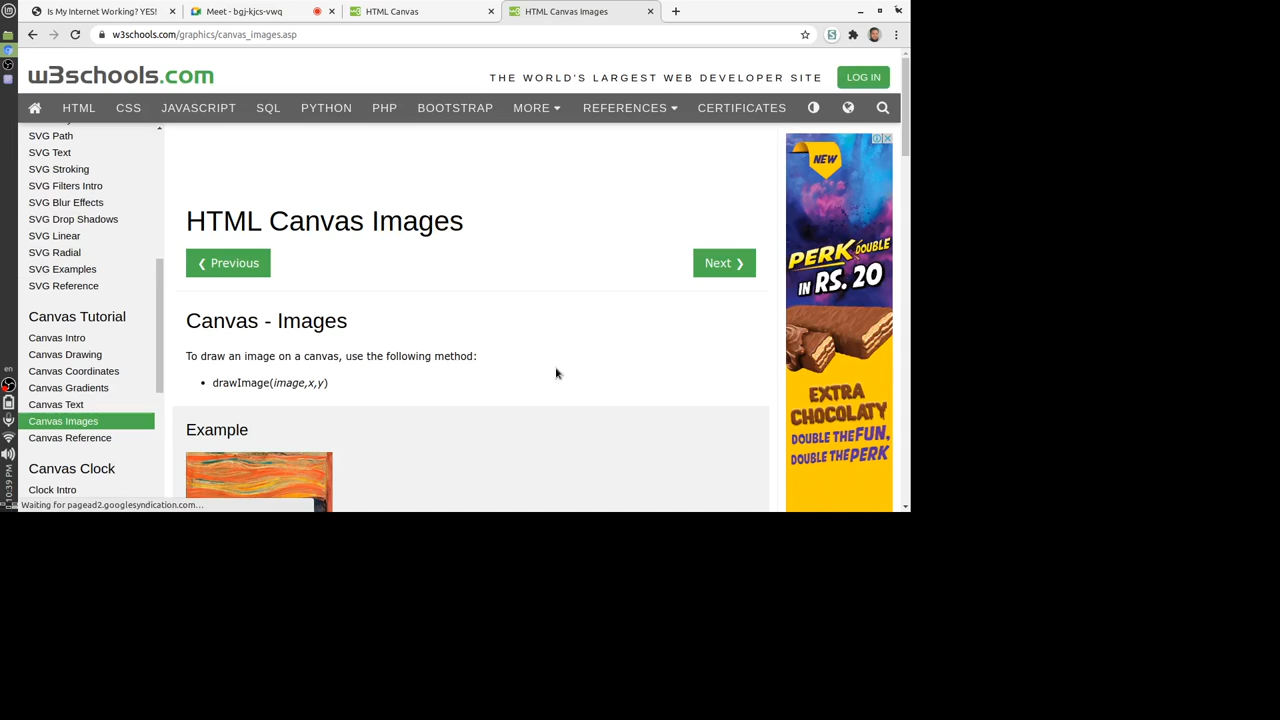 Is My Internet Working? YES!
Meet - bgj-kjcs-vwq
HTML Canvas
HTML Canvas Images
w3schools.com/graphics/canvas_images.asp
w3schools.com
THE WORLD'S LARGEST WEB DEVELOPER SITE
LOG IN
HTML CSS JAVASCRIPT SQL PYTHON PHP BOOTSTRAP MORE REFERENCES CERTIFICATES
SVG Path
SVG Text
SVG Stroking
SVG Filters Intro
SVG Blur Effects
SVG Drop Shadows
SVG Linear
SVG Radial
SVG Examples
SVG Reference
Canvas Tutorial
Canvas Intro
Canvas Drawing
Canvas Coordinates
Canvas Gradients
Canvas Text
Canvas Images
Canvas Reference
Canvas Clock
Clock Intro
HTML Canvas Images
❮ Previous
Next ❯
Canvas - Images
To draw an image on a canvas, use the following method:
• drawImage(image,x,y)
Example
NEW
PERK DOUBLE
IN RS. 20
EXTRA
CHOCOLATY
DOUBLE THE FUN,
DOUBLE THE PERK
en
10:39 PM
Waiting for pagead2.googlesyndication.com...